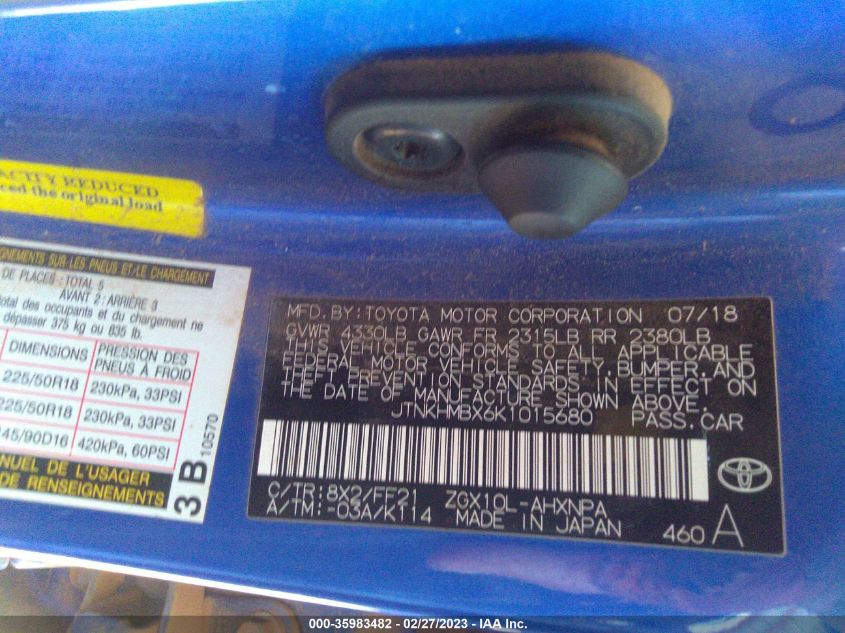 ACITY REDUCED
ced the original load
GNEMENTS SUR LES PNEUS ET/LE CHARGEMENT
DE PLACES: TOTAL 5
AVANT 2: ARRIÈRE 3
total des occupants et du chargement ne
dépasser 375 kg ou 835 lb.
DIMENSIONS PRESSION DES PNEUS À FROID
225/50R18 230kPa, 33PSI
225/50R18 230kPa, 33PSI
145/90D16 420kPa, 60PSI
NUEL DE L'USAGER
DE RENSEIGNEMENTS
3 B 10570
MFD. BY: TOYOTA MOTOR CORPORATION 07/18
GVWR 4330LB GAWR FR 2315LB RR 2380LB
THIS VEHICLE CONFORMS TO ALL APPLICABLE
FEDERAL MOTOR VEHICLE SAFETY, BUMPER, AND
THEFT PREVENTION STANDARDS IN EFFECT ON
THE DATE OF MANUFACTURE SHOWN ABOVE.
JTNKHMBX6K1015680 PASS. CAR
C/TR: 8X2/FF21 ZGX10L-AHXNPA
A/TM: -03A/K114 MADE IN JAPAN 460 A
000-35983482 - 02/27/2023 - IAA Inc.